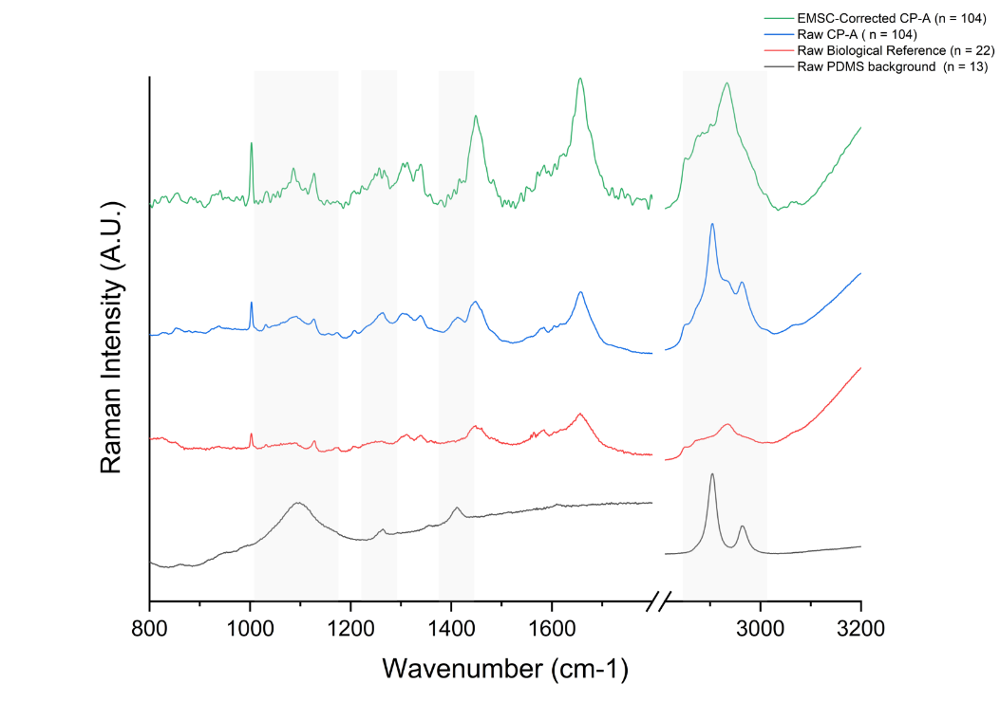 EMSC-Corrected CP-A (n = 104)
Raw CP-A ( n = 104)
Raw Biological Reference (n = 22)
Raw PDMS background (n = 13)
Raman Intensity (A.U.)
800 1000 1200 1400 1600 3000 3200
Wavenumber (cm-1)